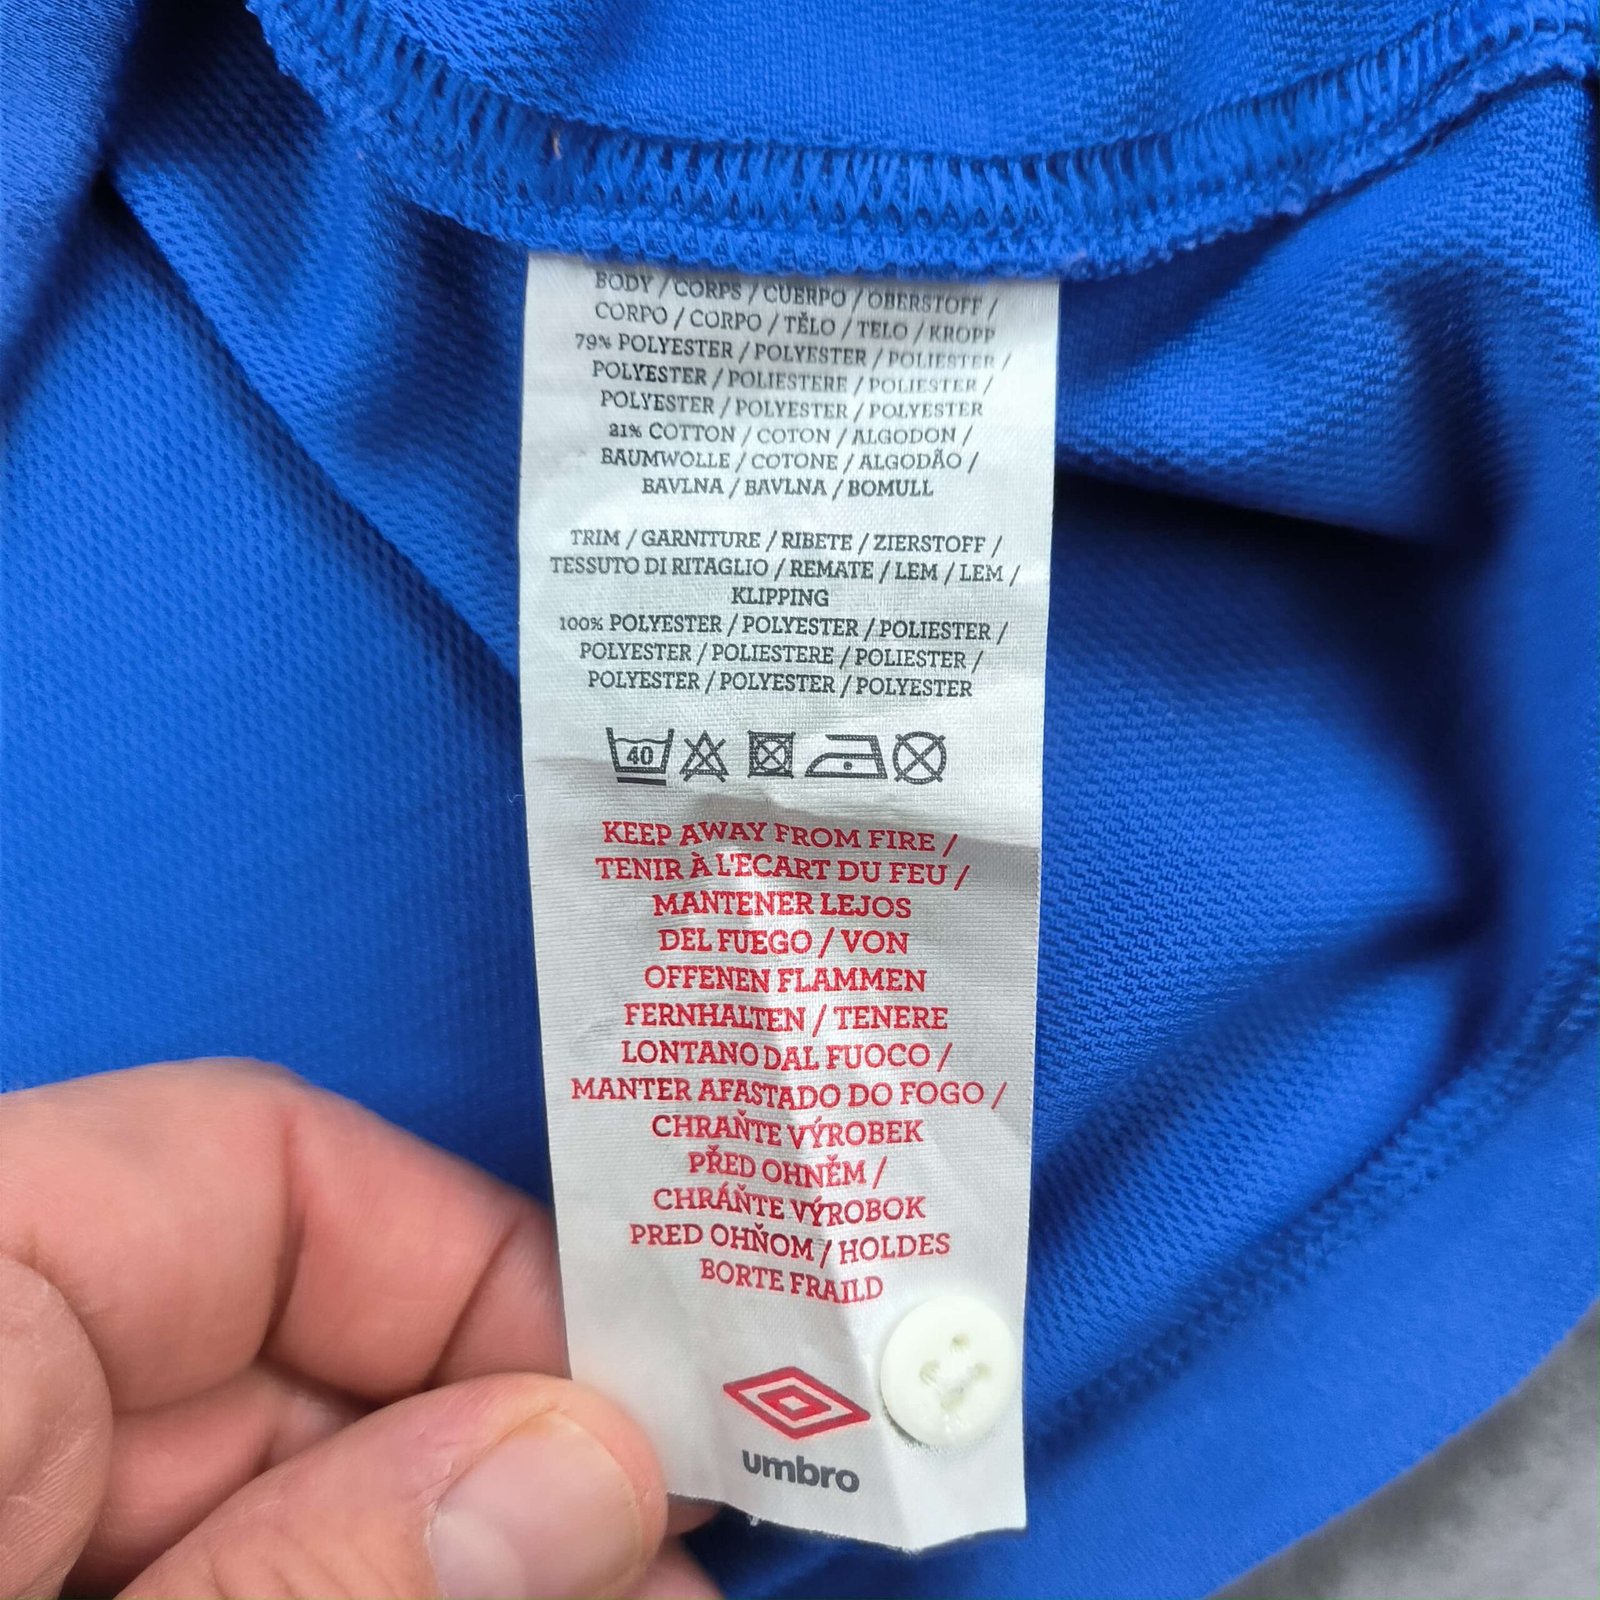 BODY / CORPS / CUERPO / OBERSTOFF /
CORPO / CORPO / TĚLO / TELO / KROPP
79% POLYESTER / POLYESTER / POLIESTER /
POLYESTER / POLIESTERE / POLIESTER /
POLYESTER / POLYESTER / POLYESTER
21% COTTON / COTON / ALGODON /
BAUMWOLLE / COTONE / ALGODÃO /
BAVLNA / BAVLNA / BOMULL
TRIM / GARNITURE / RIBETE / ZIERSTOFF /
TESSUTO DI RITAGLIO / REMATE / LEM / LEM /
KLIPPING
100% POLYESTER / POLYESTER / POLIESTER /
POLYESTER / POLIESTERE / POLIESTER /
POLYESTER / POLYESTER / POLYESTER
40
KEEP AWAY FROM FIRE /
TENIR À L'ECART DU FEU /
MANTENER LEJOS
DEL FUEGO / VON
OFFENEN FLAMMEN
FERNHALTEN / TENERE
LONTANO DAL FUOCO /
MANTER AFASTADO DO FOGO /
CHRAŇTE VÝROBEK
PŘED OHNĚM /
CHRÁŇTE VÝROBOK
PRED OHŇOM / HOLDES
BORTE FRAILD
umbro